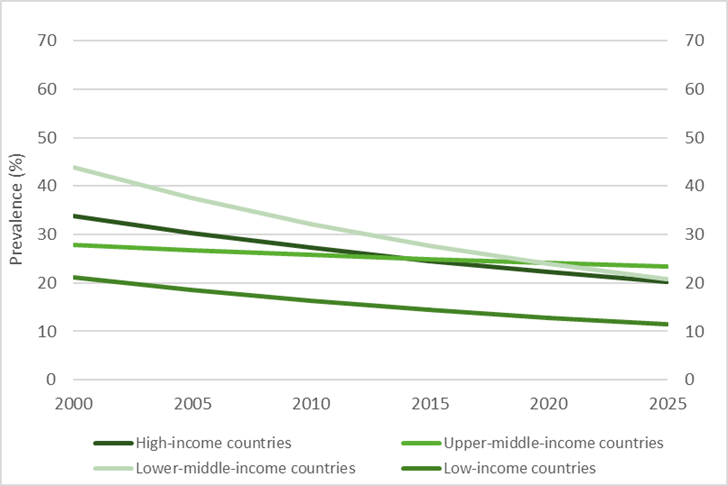 70 70
60 60
50 50
40 40
30 30
20 20
10 10
0 0
Prevalence (%)
2000 2005 2010 2015 2020 2025
High-income countries Upper-middle-income countries
Lower-middle-income countries Low-income countries